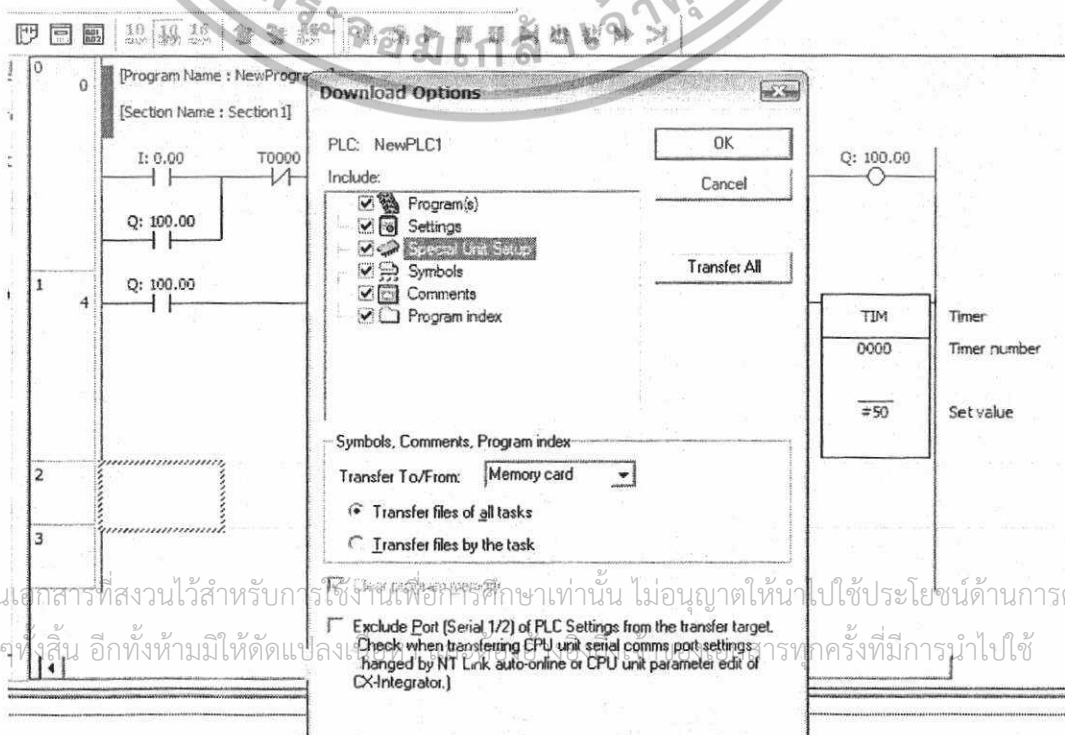 [Program Name : NewProgra
[Section Name : Section1]
Download Options
PLC: NewPLC1
OK
Cancel
Transfer All
Include:
Program(s)
Settings
Special Unit Setup
Symbols
Comments
Program index
Symbols, Comments, Program index
Transfer To/From: Memory card
Transfer files of all tasks
Transfer files by the task
Exclude Port (Serial 1/2) of PLC Settings from the transfer target.
Check when transferring CPU unit serial comms port settings
hanged by NT Link auto-online or CPU unit parameter edit of
CX-Integrator.)
0
0
I: 0.00
T0000
Q: 100.00
Q: 100.00
1
4
Q: 100.00
TIM
Timer
0000
Timer number
#50
Set value
2
3
เอกสารที่สงวนไว้สำหรับการใช้งานเพื่อการศึกษาเท่านั้น ไม่อนุญาตให้นำไปใช้ประโยชน์ด้านการค
ทั้งสิ้น อีกทั้งห้ามมิให้ดัดแปลง
ทุกครั้งที่มีการนำไปใช้